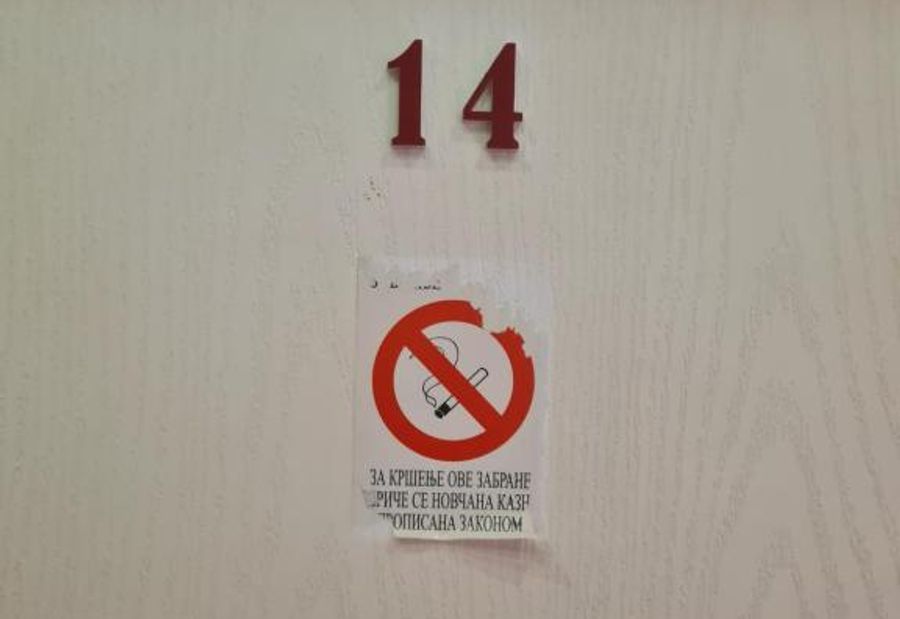 14
ЗА КРШЕЊЕ ОВЕ ЗАБРАНЕ
РИЧЕ СЕ НОВЧАНА КАЗН
ПРОПИСАНА ЗАКОНОМ